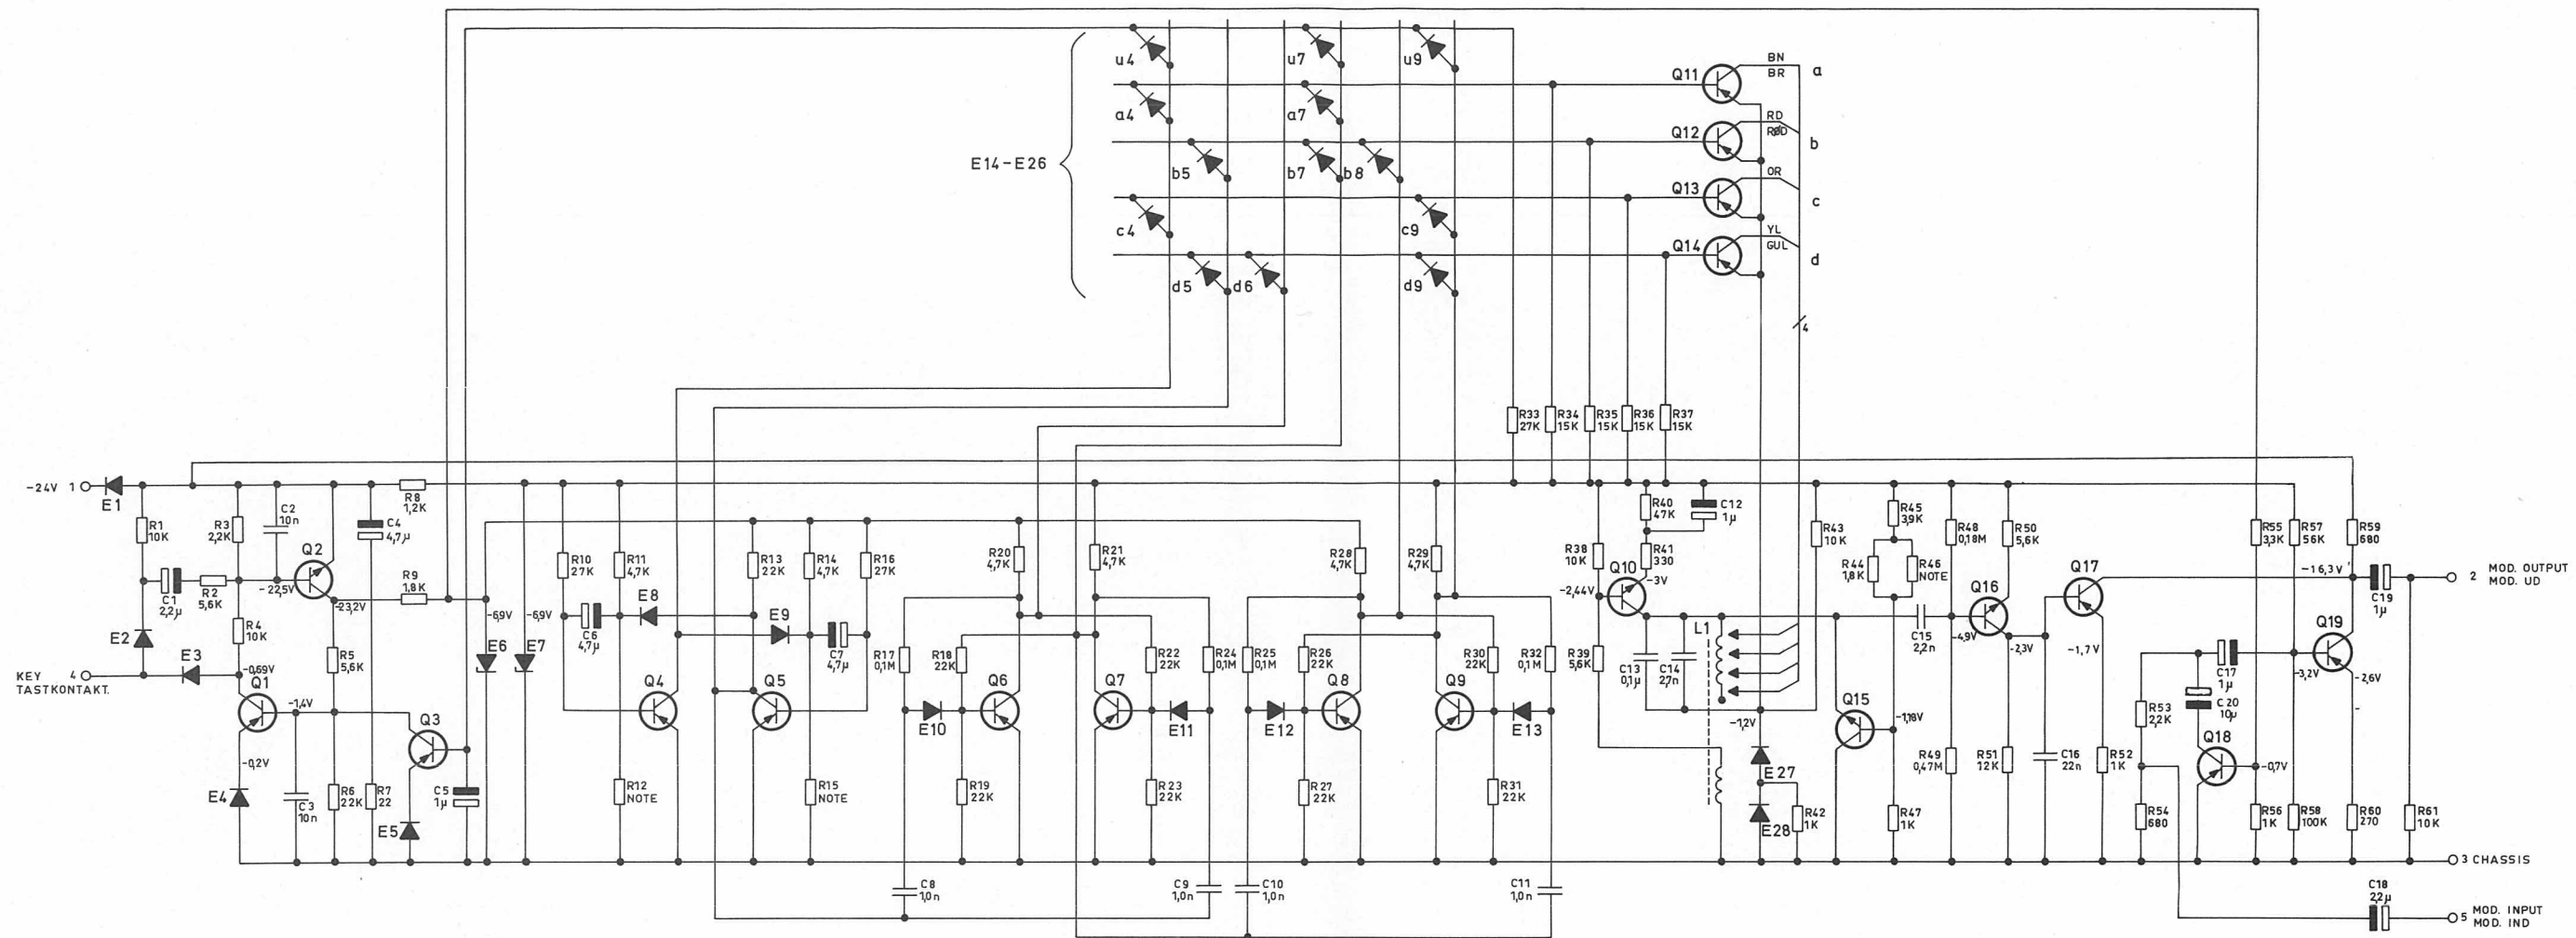 u4
u7
u9
a4
a7
b5
b7
b8
c4
c9
d5
d6
d9
E14-E26
Q11
BN
BR
a
Q12
RD
RØD
b
Q13
OR
c
Q14
YL
GUL
d
4
R33
27K
R34
15K
R35
15K
R36
15K
R37
15K
-24V 1
E1
R1
10K
R3
2,2K
C2
10n
C4
4,7µ
R8
1,2K
Q2
C1
2,2µ
R2
5,6K
-22,5V
-23,2V
R9
1,8K
E2
R4
10K
R5
5,6K
KEY
TASTKONTAKT.
4
E3
-0,69V
Q1
-1,4V
Q3
-0,2V
E4
C3
10n
R6
22K
R7
22
E5
C5
1µ
-6,9V
E6
-6,9V
E7
R10
27K
R11
4,7K
C6
4,7µ
E8
R12
NOTE
Q4
R13
22K
R14
4,7K
R16
27K
E9
C7
4,7µ
Q5
R15
NOTE
R17
0,1M
R18
22K
E10
R19
22K
Q6
R20
4,7K
R21
4,7K
Q7
R22
22K
R24
0,1M
E11
R23
22K
C8
1,0n
C9
1,0n
R25
0,1M
R26
22K
E12
R27
22K
Q8
R28
4,7K
R29
4,7K
Q9
R30
22K
R32
0,1M
E13
R31
22K
C10
1,0n
C11
1,0n
R38
10K
R40
47K
C12
1µ
R41
330
Q10
-3V
-2,44V
R39
5,6K
C13
0,1µ
C14
2,7n
L1
-1,2V
E27
E28
R42
1K
R43
10K
R45
3,9K
R44
1,8K
R46
NOTE
Q15
-1,18V
R47
1K
C15
2,2n
R48
0,18M
R50
5,6K
Q16
-4,9V
-2,3V
R49
0,47M
R51
12K
C16
22n
Q17
-1,7V
R52
1K
R53
2,2K
R54
680
C17
1µ
C20
10µ
Q18
-0,7V
R55
3,3K
R57
56K
R59
680
-16,3V
C19
1µ
2 MOD. OUTPUT
MOD. UD
Q19
-3,2V
-2,6V
R56
1K
R58
100K
R60
270
R61
10K
3 CHASSIS
C18
2,2µ
5 MOD. INPUT
MOD. IND